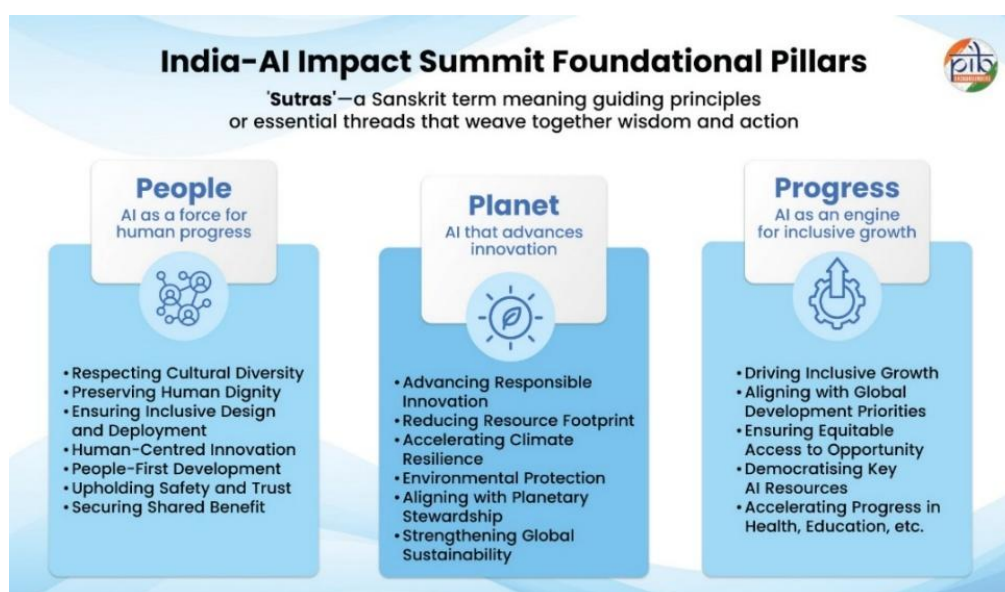 India-AI Impact Summit Foundational Pillars
'Sutras'—a Sanskrit term meaning guiding principles
or essential threads that weave together wisdom and action
pib
People
AI as a force for
human progress
• Respecting Cultural Diversity
• Preserving Human Dignity
• Ensuring Inclusive Design
and Deployment
• Human-Centred Innovation
• People-First Development
• Upholding Safety and Trust
• Securing Shared Benefit
Planet
AI that advances
innovation
• Advancing Responsible
Innovation
• Reducing Resource Footprint
• Accelerating Climate
Resilience
• Environmental Protection
• Aligning with Planetary
Stewardship
• Strengthening Global
Sustainability
Progress
AI as an engine
for inclusive growth
• Driving Inclusive Growth
• Aligning with Global
Development Priorities
• Ensuring Equitable
Access to Opportunity
• Democratising Key
AI Resources
• Accelerating Progress in
Health, Education, etc.